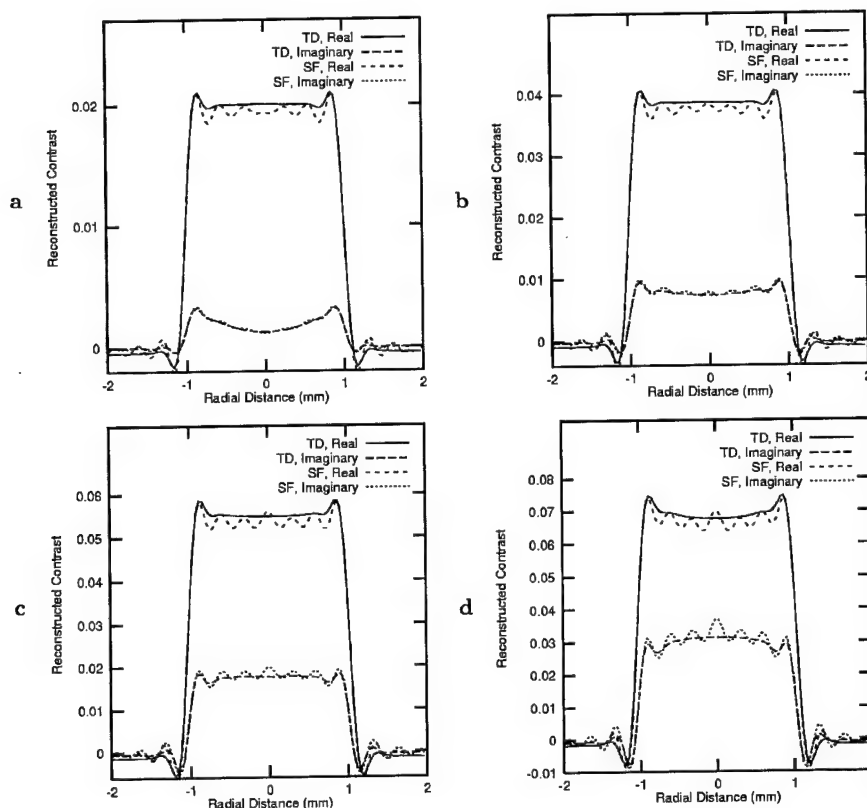 a
TD, Real
TD, Imaginary
SF, Real
SF, Imaginary
Reconstructed Contrast
0.02
0.01
0
-2
-1
0
1
2
Radial Distance (mm)
b
TD, Real
TD, Imaginary
SF, Real
SF, Imaginary
Reconstructed Contrast
0.04
0.03
0.02
0.01
0
-2
-1
0
1
2
Radial Distance (mm)
c
TD, Real
TD, Imaginary
SF, Real
SF, Imaginary
Reconstructed Contrast
0.06
0.05
0.04
0.03
0.02
0.01
0
-2
-1
0
1
2
Radial Distance (mm)
d
TD, Real
TD, Imaginary
SF, Real
SF, Imaginary
Reconstructed Contrast
0.08
0.07
0.06
0.05
0.04
0.03
0.02
0.01
0
-0.01
-2
-1
0
1
2
Radial Distance (mm)